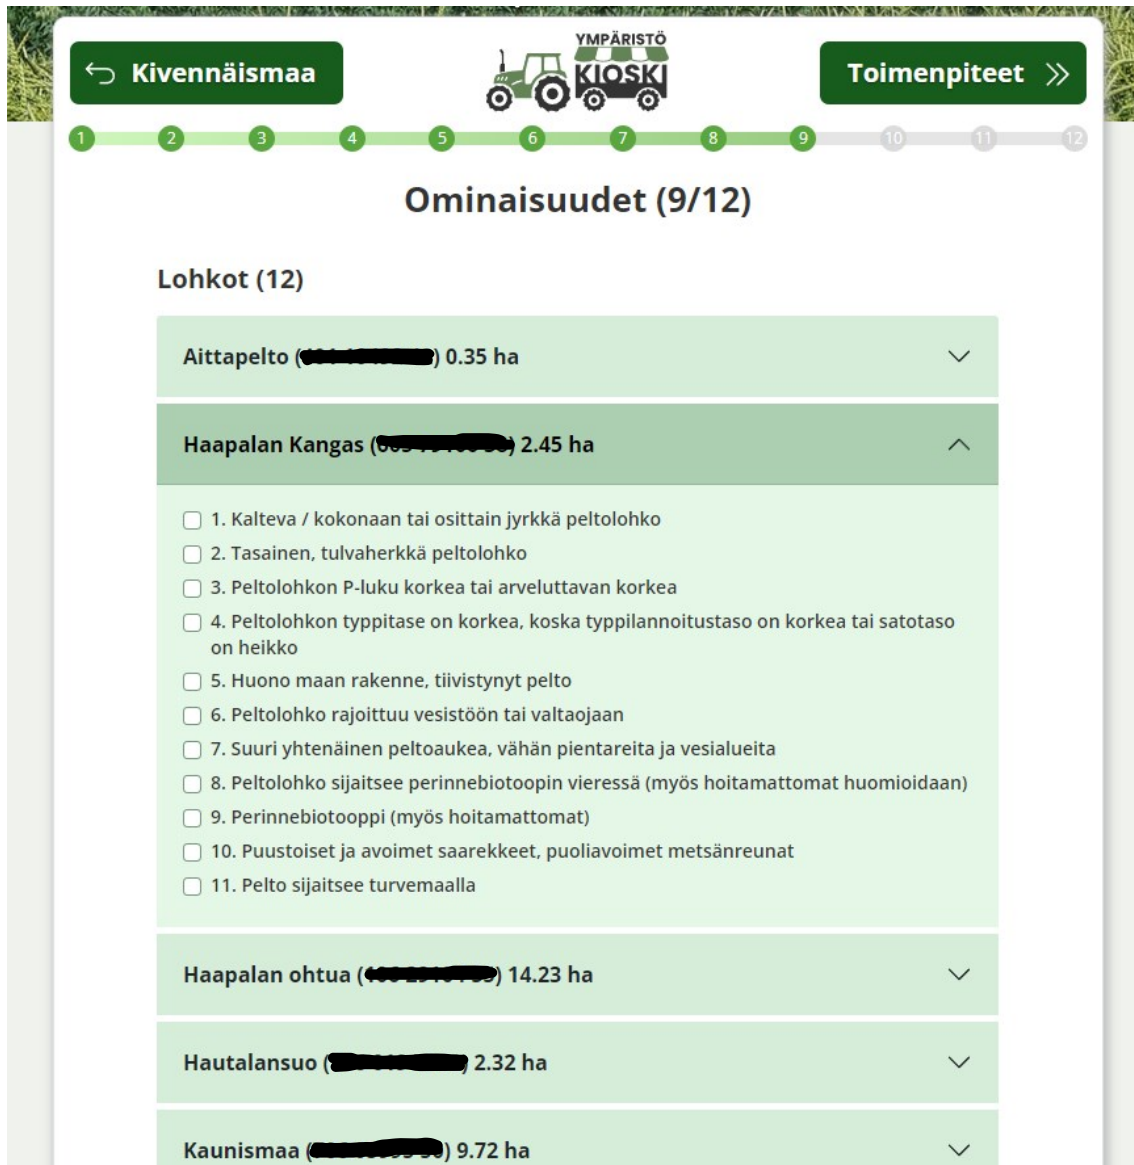 Kivennäismaa
YMPÄRISTÖ
KIOSKI
Toimenpiteet
1 2 3 4 5 6 7 8 9 10 11 12
Ominaisuudet (9/12)
Lohkot (12)
Aittapelto () 0.35 ha
Haapalan Kangas () 2.45 ha
1. Kalteva / kokonaan tai osittain jyrkkä peltolohko
2. Tasainen, tulvaherkkä peltolohko
3. Peltolohkon P-luku korkea tai arveluttavan korkea
4. Peltolohkon typpitase on korkea, koska typpilannoitustaso on korkea tai satotaso
on heikko
5. Huono maan rakenne, tiivistynyt pelto
6. Peltolohko rajoittuu vesistöön tai valtaojaan
7. Suuri yhtenäinen peltoaukea, vähän pientareita ja vesialueita
8. Peltolohko sijaitsee perinnebiotoopin vieressä (myös hoitamattomat huomioidaan)
9. Perinnebiotooppi (myös hoitamattomat)
10. Puustoiset ja avoimet saarekkeet, puoliavoimet metsänreunat
11. Pelto sijaitsee turvemaalla
Haapalan ohtua () 14.23 ha
Hautalansuo () 2.32 ha
Kaunismaa () 9.72 ha